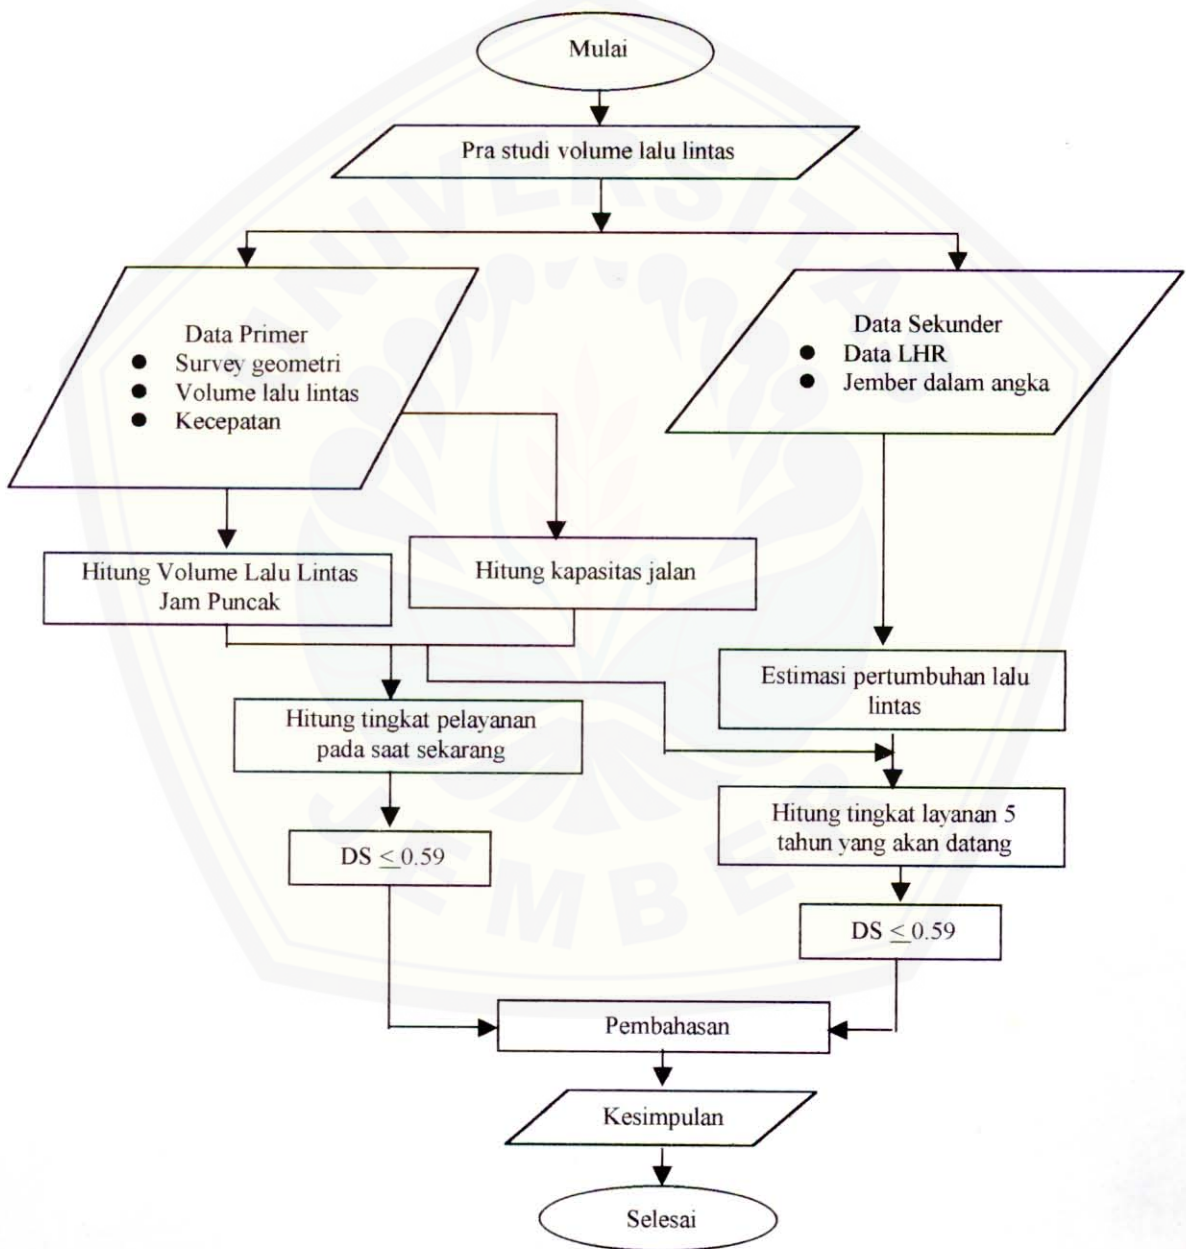 Mulai
Pra studi volume lalu lintas
Data Primer
● Survey geometri
● Volume lalu lintas
● Kecepatan
Data Sekunder
● Data LHR
● Jember dalam angka
Hitung Volume Lalu Lintas
Jam Puncak
Hitung kapasitas jalan
Estimasi pertumbuhan lalu
lintas
Hitung tingkat pelayanan
pada saat sekarang
Hitung tingkat layanan 5
tahun yang akan datang
DS ≤ 0.59
DS ≤ 0.59
Pembahasan
Kesimpulan
Selesai
UNIVERSITAS
JEMBER